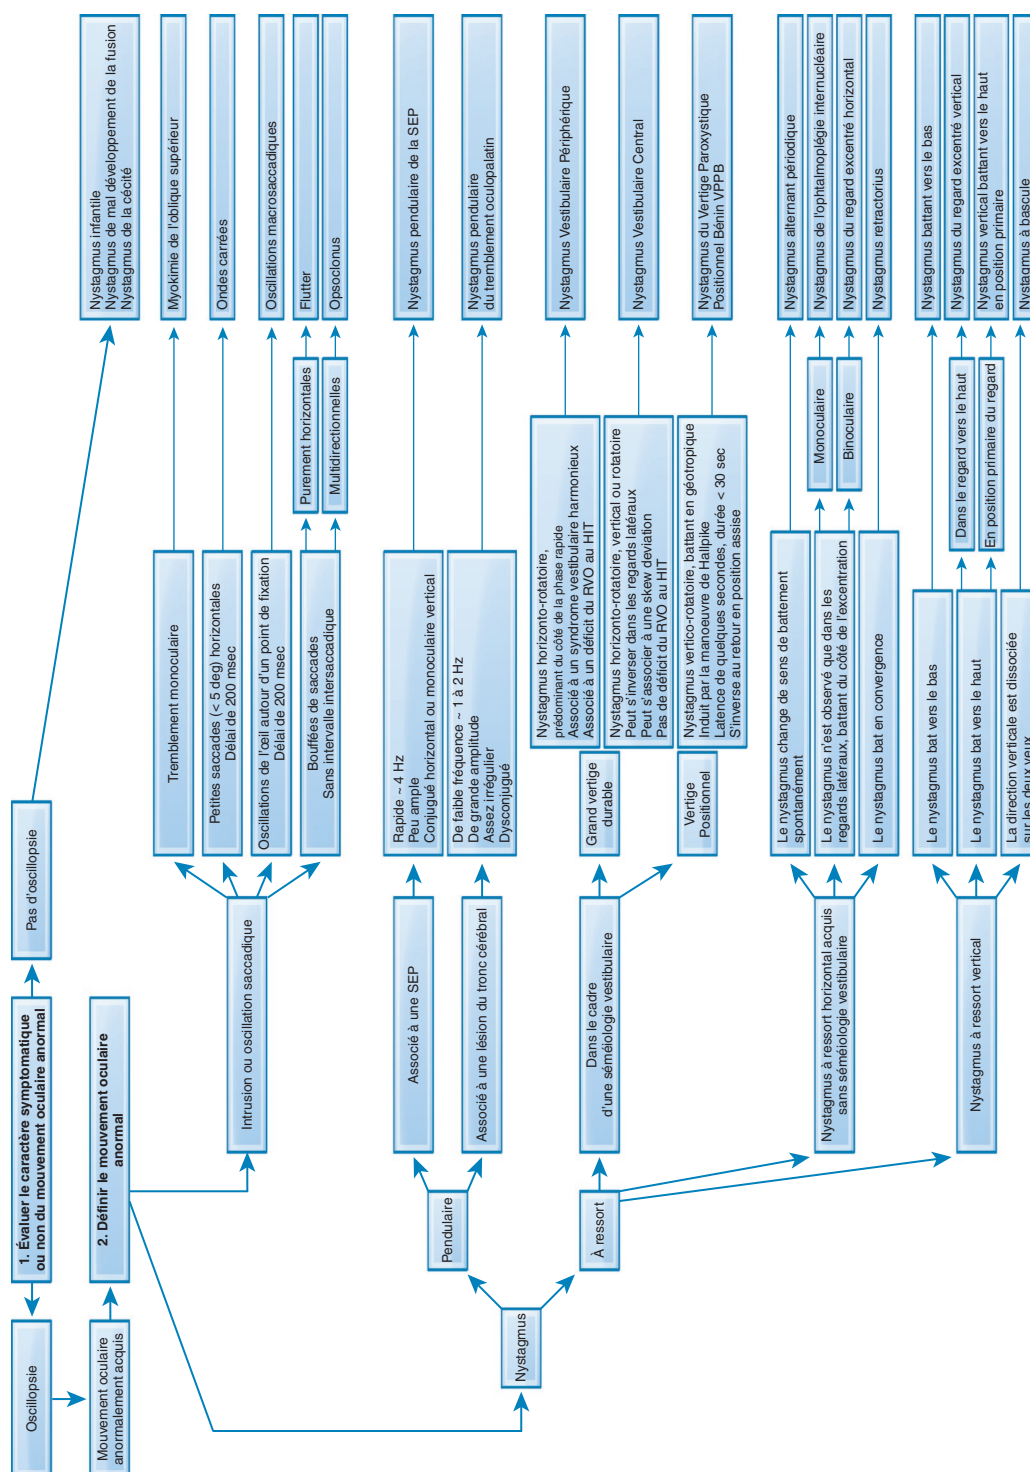 1. Évaluer le caractère symptomatique
ou non du mouvement oculaire anormal
Oscillopsie
Pas d'oscillopsie
Mouvement oculaire
anormalement acquis
2. Définir le mouvement oculaire
anormal
Nystagmus infantile
Nystagmus de mal développement de la fusion
Nystagmus de la cécité
Intrusion ou oscillation saccadique
Tremblement monoculaire
Myokimie de l'oblique supérieur
Petites saccades (< 5 deg) horizontales
Délai de 200 msec
Ondes carrées
Oscillations de l'œil autour d'un point de fixation
Délai de 200 msec
Oscillations macrosaccadiques
Bouffées de saccades
Sans intervalle intersaccadique
Purement horizontales
Flutter
Multidirectionnelles
Opsoclonus
Nystagmus
Pendulaire
Associé à une SEP
Rapide ~ 4 Hz
Peu ample
Conjugué horizontal ou monoculaire vertical
Nystagmus pendulaire de la SEP
Associé à une lésion du tronc cérébral
De faible fréquence ~ 1 à 2 Hz
De grande amplitude
Assez irrégulier
Dysconjugué
Nystagmus pendulaire
du tremblement oculopalatin
À ressort
Dans le cadre
d'une séméiologie vestibulaire
Grand vertige
durable
Nystagmus horizonto-rotatoire,
prédominant du côté de la phase rapide
Associé à un syndrome vestibulaire harmonieux
Associé à un déficit du RVO au HIT
Nystagmus Vestibulaire Périphérique
Nystagmus horizonto-rotatoire, vertical ou rotatoire
Peut s'inverser dans les regards latéraux
Peut s'associer à une skew deviation
Pas de déficit du RVO au HIT
Nystagmus Vestibulaire Central
Vertige
Positionnel
Nystagmus vertico-rotatoire, battant en géotropique
Induit par la manoeuvre de Hallpike
Latence de quelques secondes, durée < 30 sec
S'inverse au retour en position assise
Nystagmus du Vertige Paroxystique
Positionnel Bénin VPPB
Nystagmus à ressort horizontal acquis
sans séméiologie vestibulaire
Le nystagmus change de sens de battement
spontanément
Nystagmus alternant périodique
Le nystagmus n'est observé que dans les
regards latéraux, battant du côté de l'excentration
Monoculaire
Nystagmus de l'ophtalmoplégie internucléaire
Binoculaire
Nystagmus du regard excentré horizontal
Le nystagmus bat en convergence
Nystagmus retractorius
Nystagmus à ressort vertical
Le nystagmus bat vers le bas
Nystagmus battant vers le bas
Le nystagmus bat vers le haut
Dans le regard vers le haut
Nystagmus du regard excentré vertical
En position primaire du regard
Nystagmus vertical battant vers le haut
en position primaire
La direction verticale est dissociée
sur les deux yeux
Nystagmus à bascule